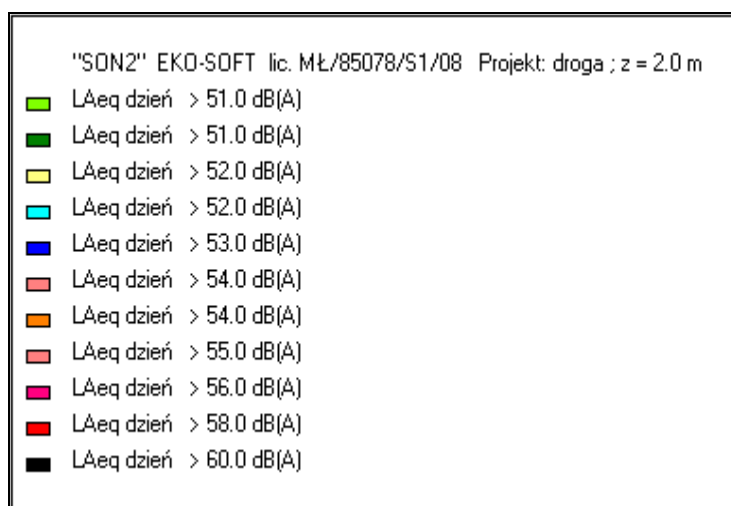 "SON2" EKO-SOFT lic. MŁ/85078/S1/08 Projekt: droga ; z = 2.0 m
LAeq dzień > 51.0 dB(A)
LAeq dzień > 51.0 dB(A)
LAeq dzień > 52.0 dB(A)
LAeq dzień > 52.0 dB(A)
LAeq dzień > 53.0 dB(A)
LAeq dzień > 54.0 dB(A)
LAeq dzień > 54.0 dB(A)
LAeq dzień > 55.0 dB(A)
LAeq dzień > 56.0 dB(A)
LAeq dzień > 58.0 dB(A)
LAeq dzień > 60.0 dB(A)